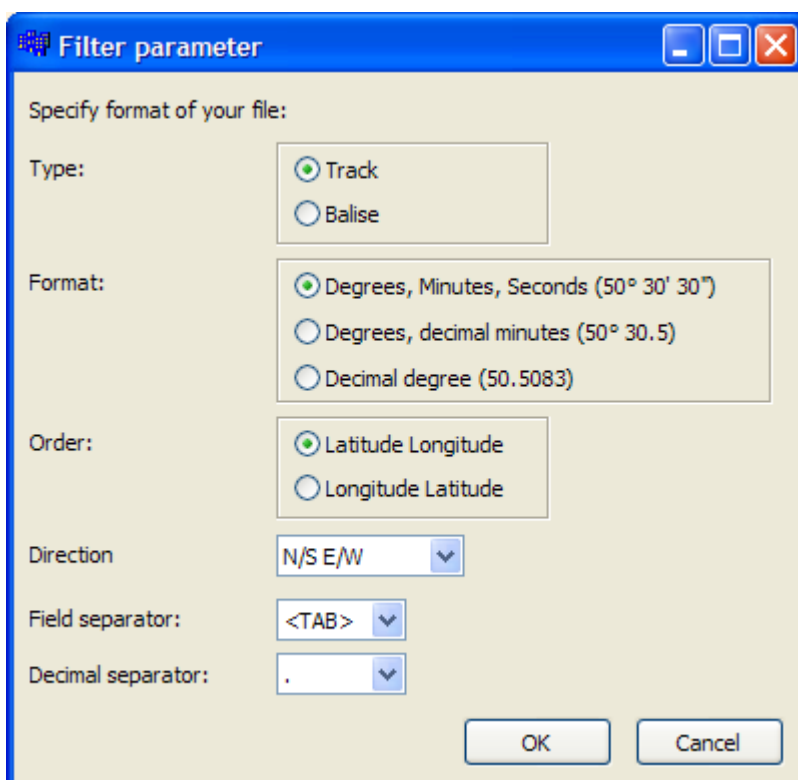 Filter parameter
Specify format of your file:
Type:
Track
Balise
Format:
Degrees, Minutes, Seconds (50° 30' 30")
Degrees, decimal minutes (50° 30.5)
Decimal degree (50.5083)
Order:
Latitude Longitude
Longitude Latitude
Direction
N/S E/W
Field separator:
<TAB>
Decimal separator:
.
OK
Cancel